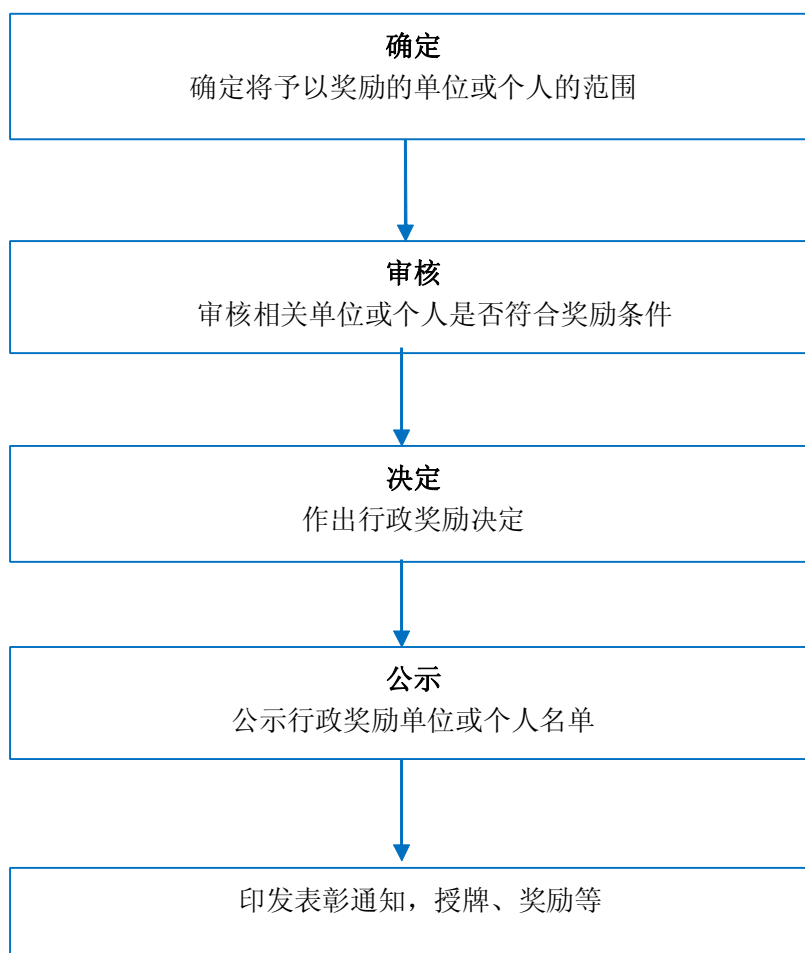 确定
确定将予以奖励的单位或个人的范围
审核
审核相关单位或个人是否符合奖励条件
决定
作出行政奖励决定
公示
公示行政奖励单位或个人名单
印发表彰通知，授牌、奖励等